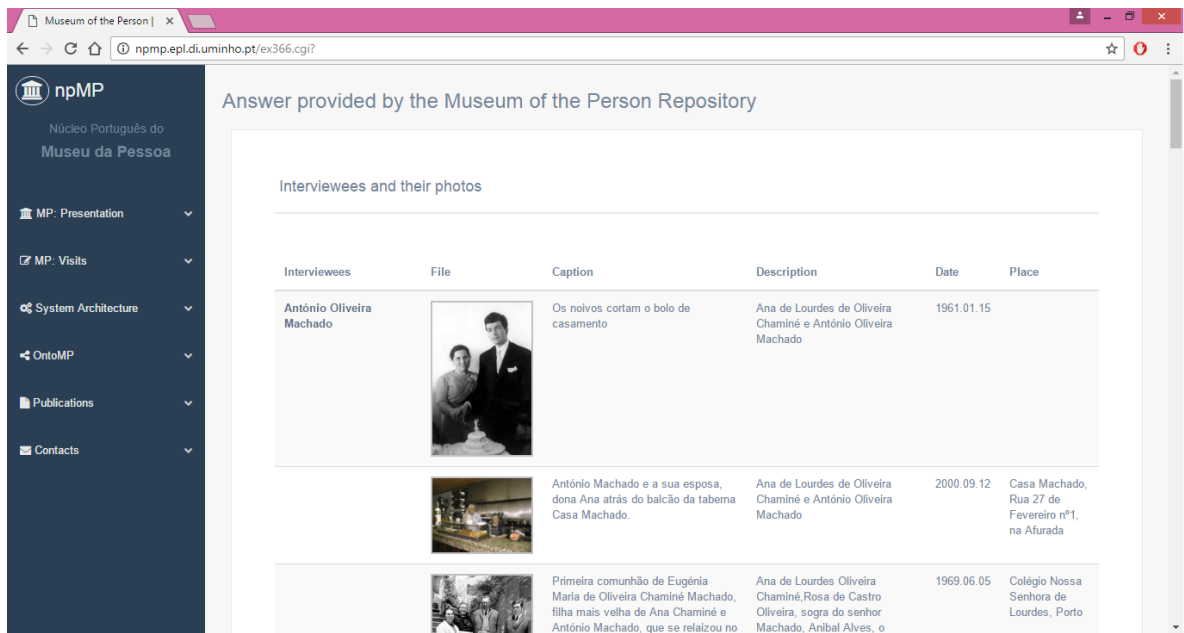 Museum of the Person |
npmp.epl.di.uminho.pt/ex366.cgi?
npMP
Núcleo Português do
Museu da Pessoa
MP: Presentation
MP: Visits
System Architecture
OntoMP
Publications
Contacts
Answer provided by the Museum of the Person Repository
Interviewees and their photos
Interviewees File Caption Description Date Place
António Oliveira
Machado
Os noivos cortam o bolo de
casamento
Ana de Lourdes de Oliveira
Chaminé e António Oliveira
Machado
1961.01.15
António Machado e a sua esposa,
dona Ana atrás do balcão da taberna
Casa Machado.
Ana de Lourdes de Oliveira
Chaminé e António Oliveira
Machado
2000.09.12
Casa Machado,
Rua 27 de
Fevereiro nº1,
na Afurada
Primeira comunhão de Eugénia
Maria de Oliveira Chaminé Machado,
filha mais velha de Ana Chaminé e
António Machado, que se relaizou no
Ana de Lourdes Oliveira
Chaminé,Rosa de Castro
Oliveira, sogra do senhor
Machado, Anibal Alves, o
1969.06.05
Colégio Nossa
Senhora de
Lourdes, Porto